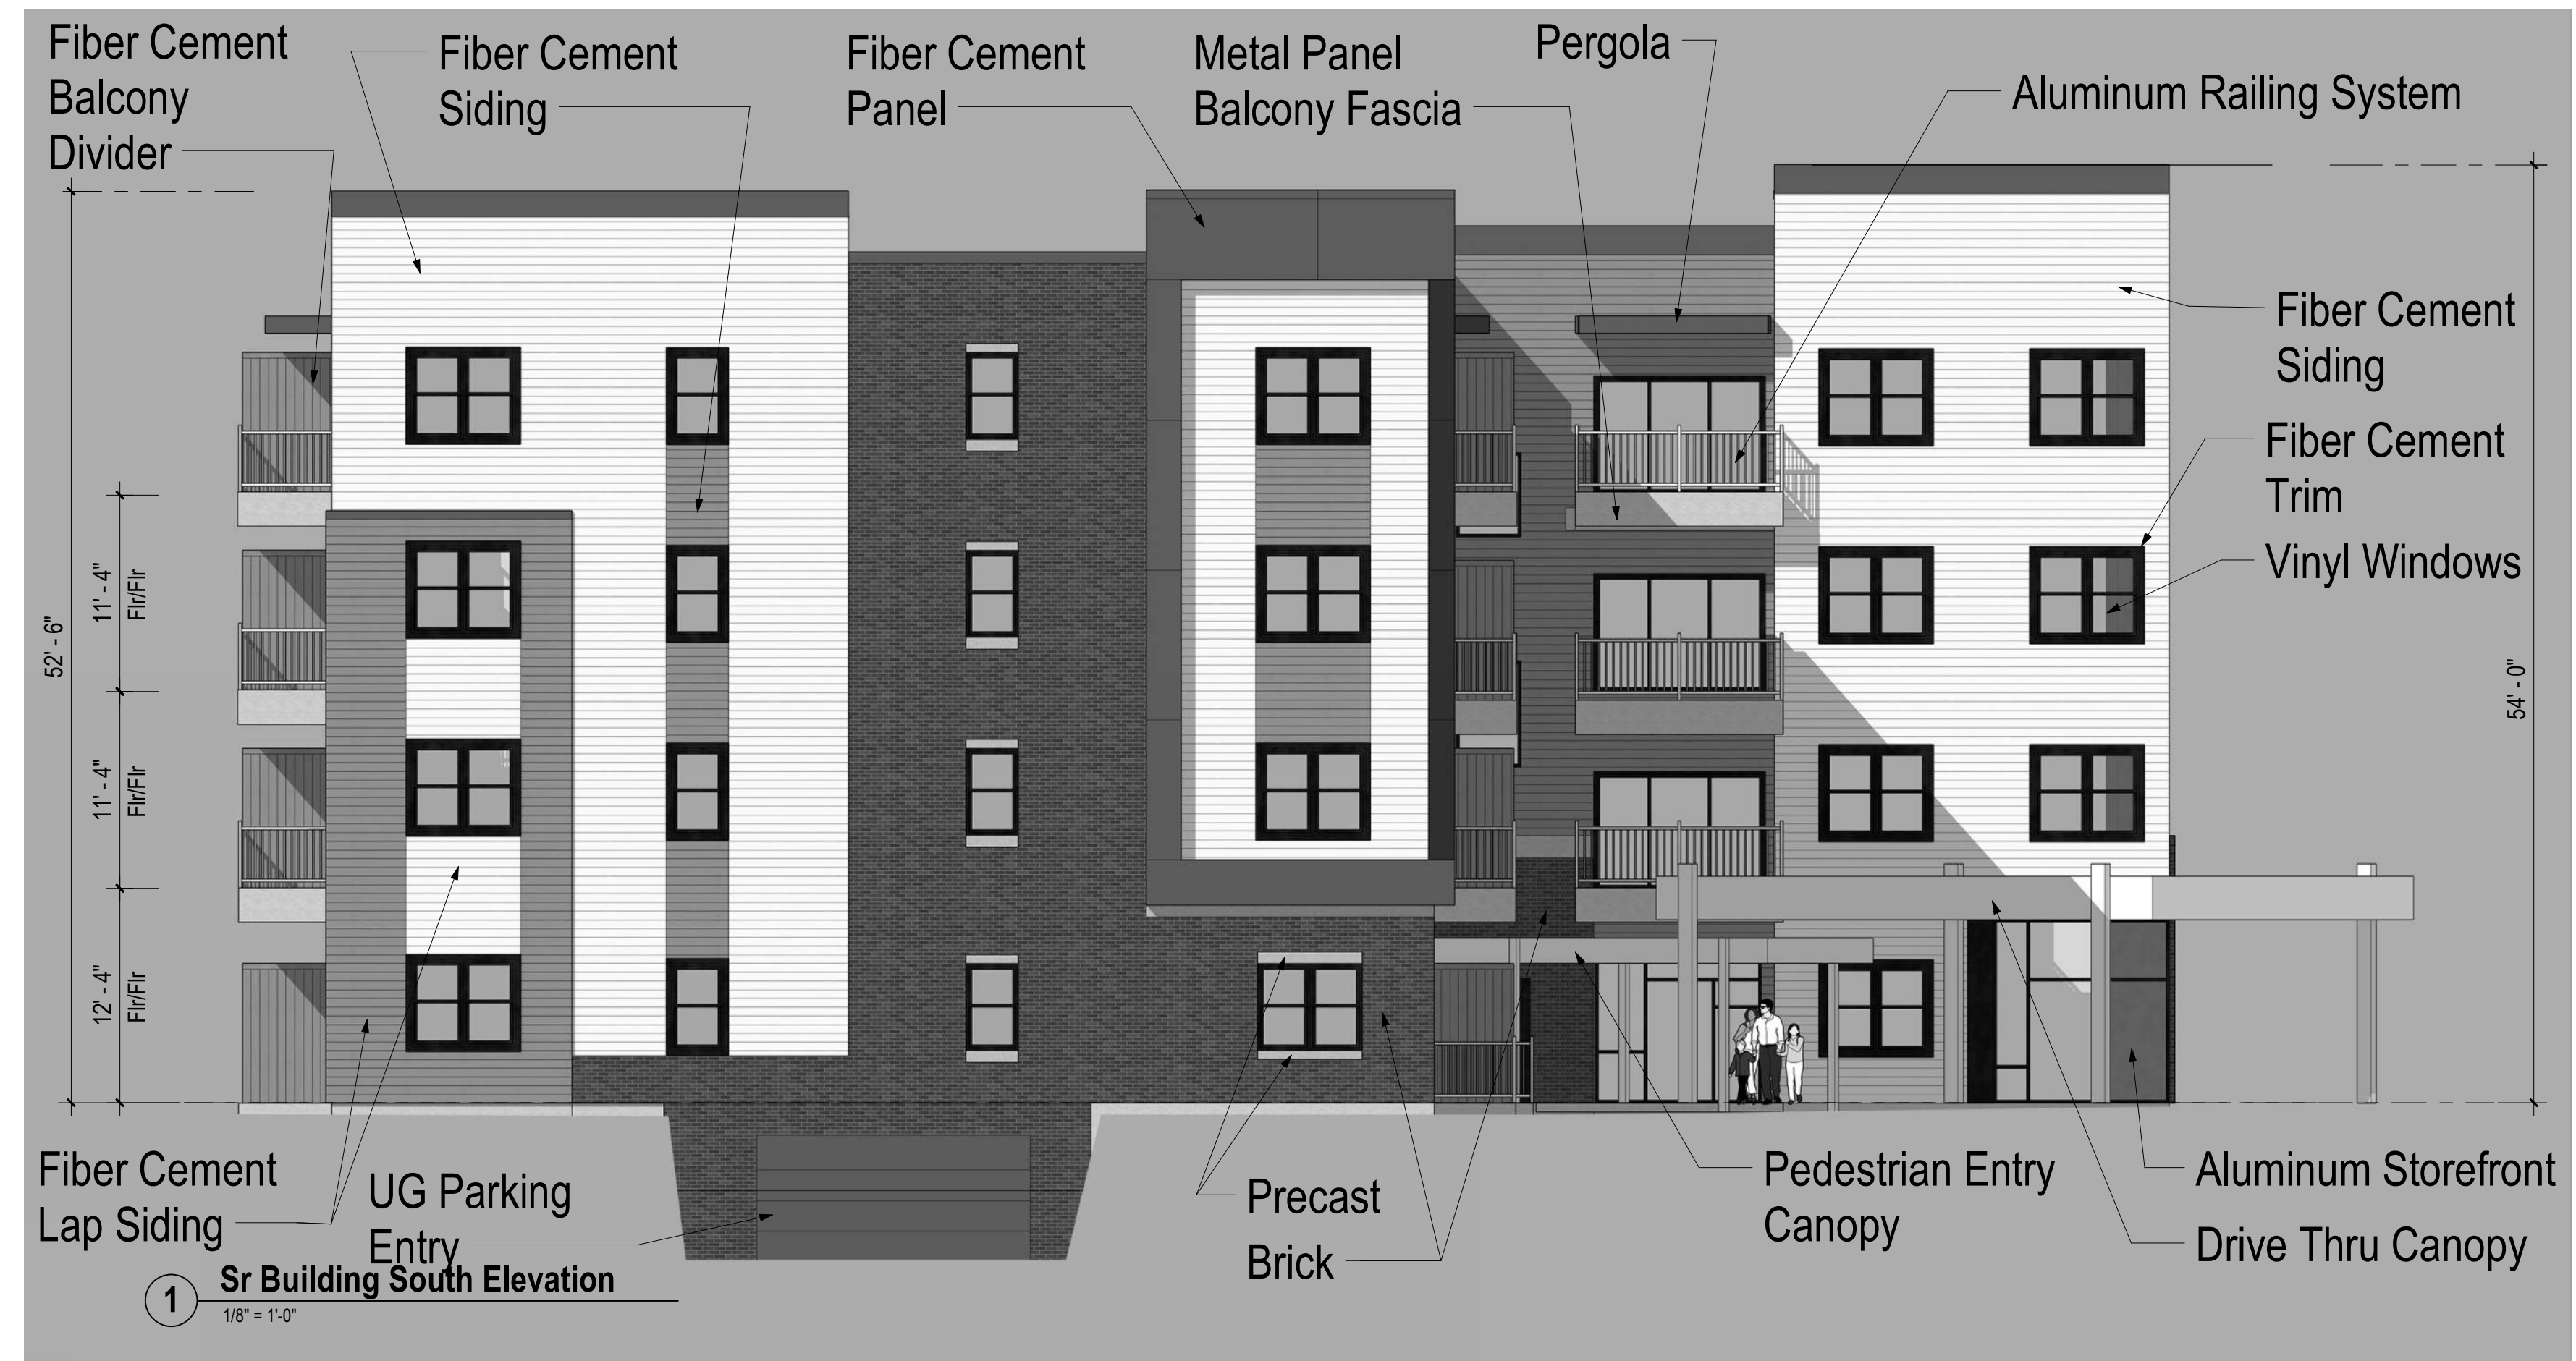 Fiber Cement
Balcony
Divider
Fiber Cement
Siding
Fiber Cement
Panel
Metal Panel
Balcony Fascia
Pergola
Aluminum Railing System
Fiber Cement
Siding
Fiber Cement
Trim
Vinyl Windows
52' - 6"
11' - 4"
Flr/Flr
11' - 4"
Flr/Flr
12' - 4"
Flr/Flr
54' - 0"
Fiber Cement
Lap Siding
UG Parking
Entry
Precast
Brick
Pedestrian Entry
Canopy
Aluminum Storefront
Drive Thru Canopy
1
Sr Building South Elevation
1/8" = 1'-0"